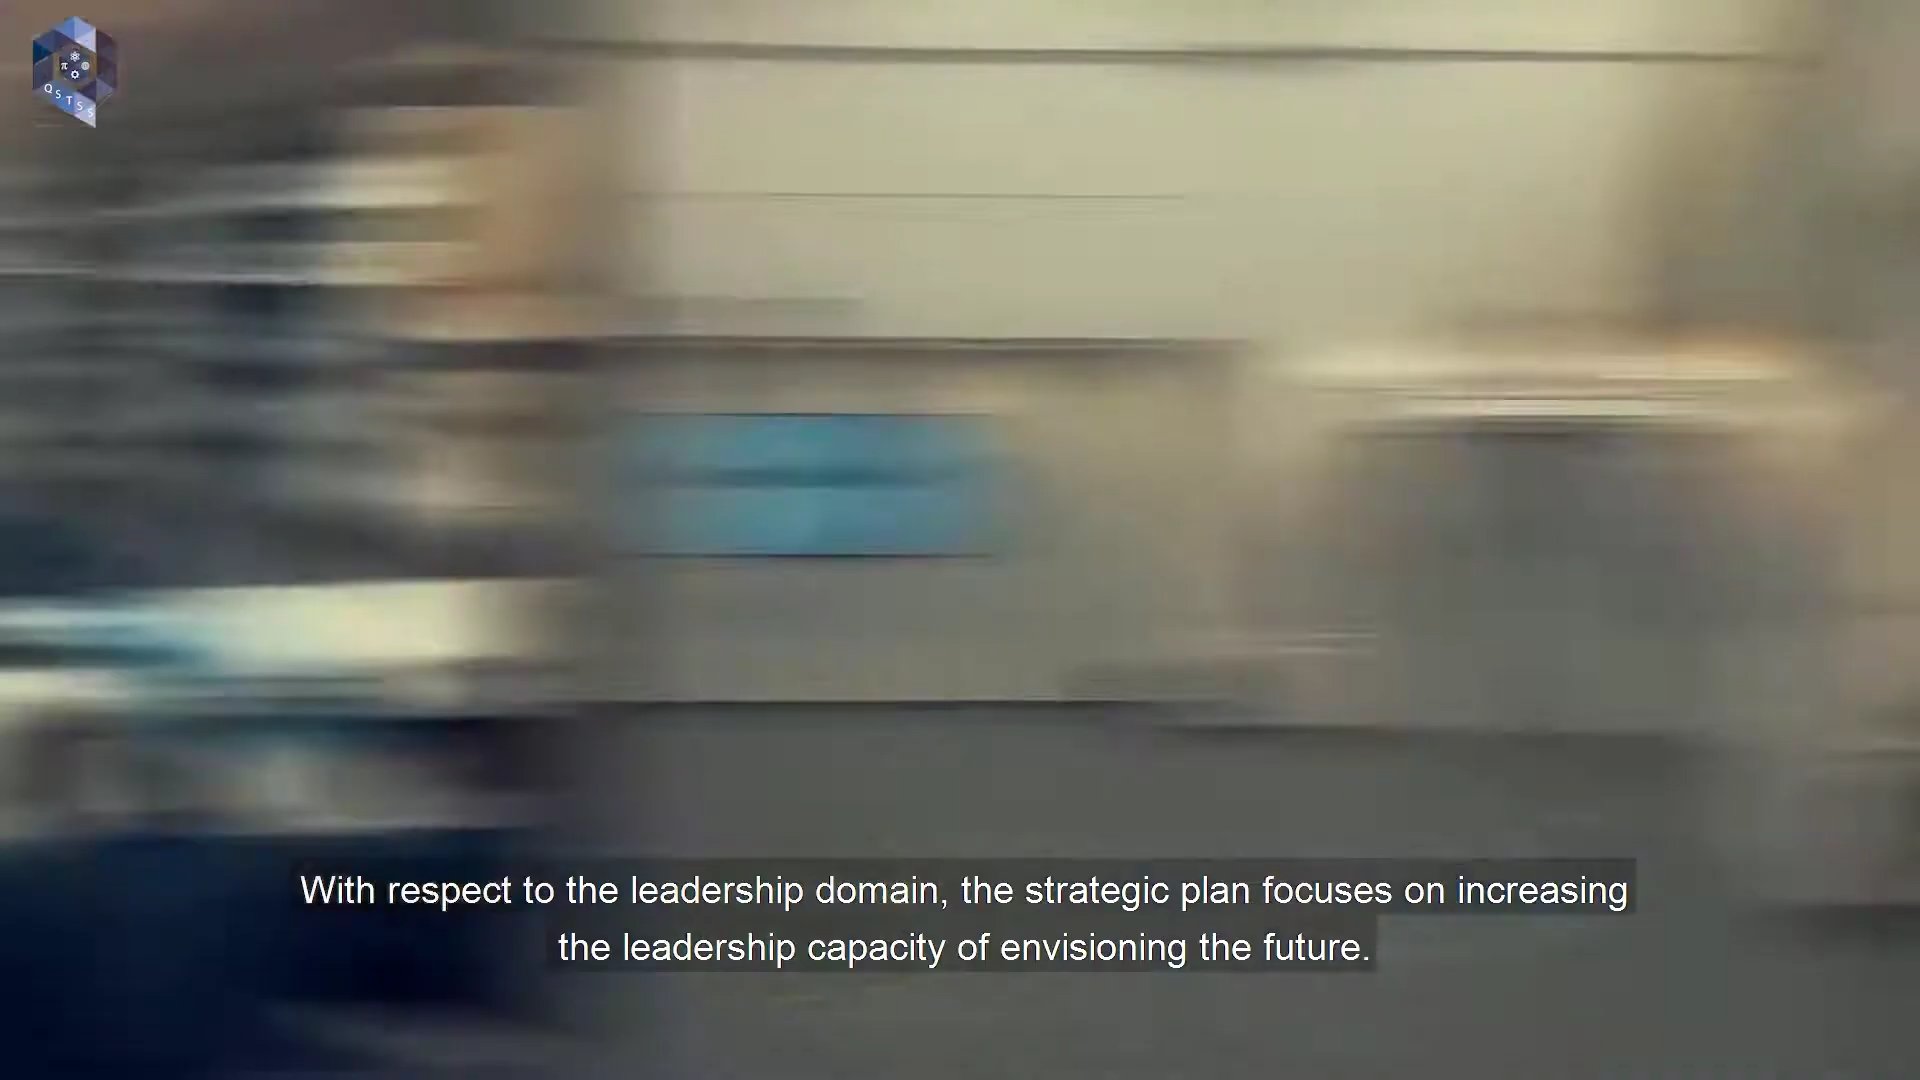 π
QSTSS
With respect to the leadership domain, the strategic plan focuses on increasing
the leadership capacity of envisioning the future.